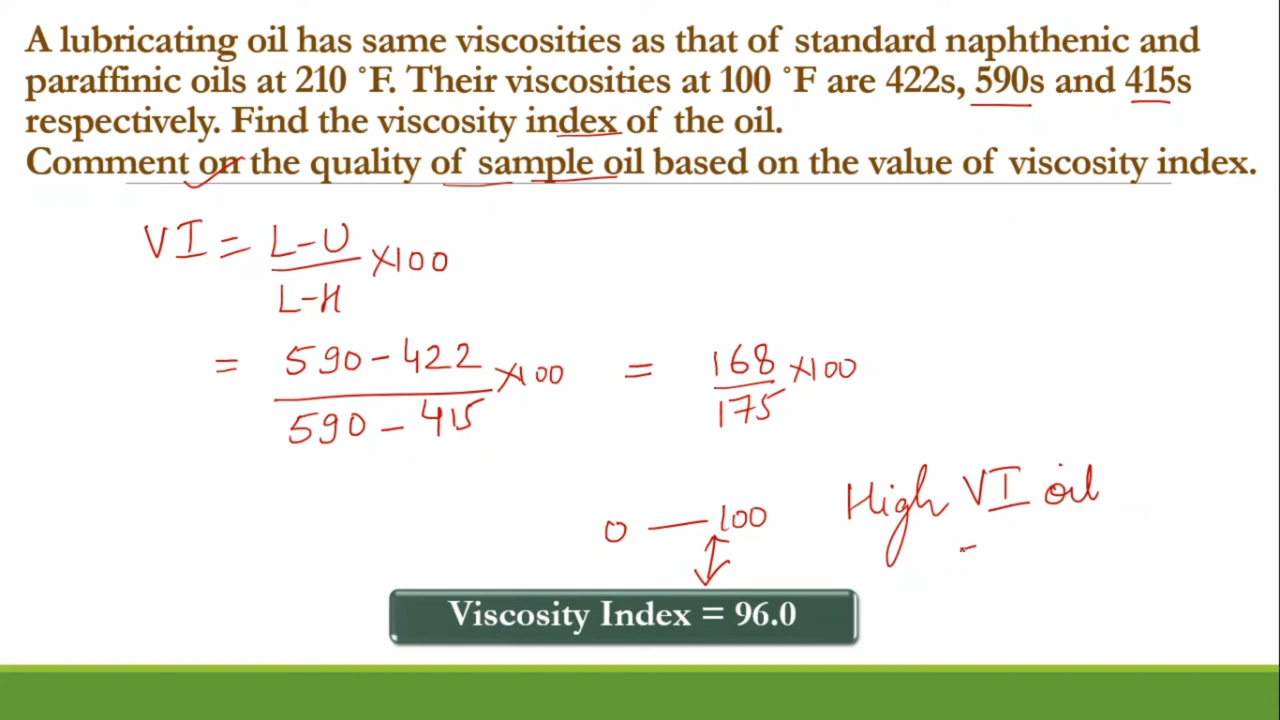 A lubricating oil has same viscosities as that of standard naphthenic and
paraffinic oils at 210 ˚F. Their viscosities at 100 ˚F are 422s, 590s and 415s
respectively. Find the viscosity index of the oil.
Comment on the quality of sample oil based on the value of viscosity index.
VI = L-U / L-H ×100
= 590-422 / 590-415 ×100 = 168 / 175 ×100
0 — 100 High VI oil
Viscosity Index = 96.0